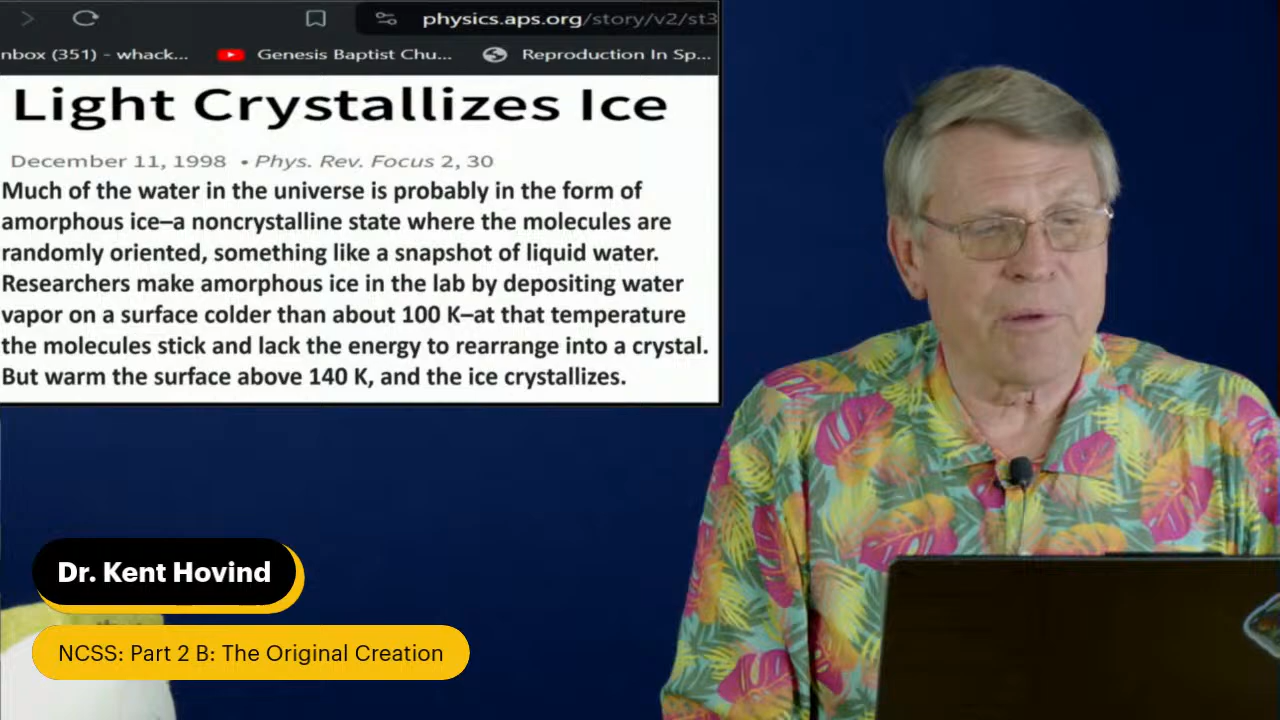 physics.aps.org/story/v2/st3
nbox (351) - whack...
Genesis Baptist Chu...
Reproduction In Sp...
Light Crystallizes Ice
December 11, 1998 • Phys. Rev. Focus 2, 30
Much of the water in the universe is probably in the form of
amorphous ice–a noncrystalline state where the molecules are
randomly oriented, something like a snapshot of liquid water.
Researchers make amorphous ice in the lab by depositing water
vapor on a surface colder than about 100 K–at that temperature
the molecules stick and lack the energy to rearrange into a crystal.
But warm the surface above 140 K, and the ice crystallizes.
Dr. Kent Hovind
NCSS: Part 2 B: The Original Creation